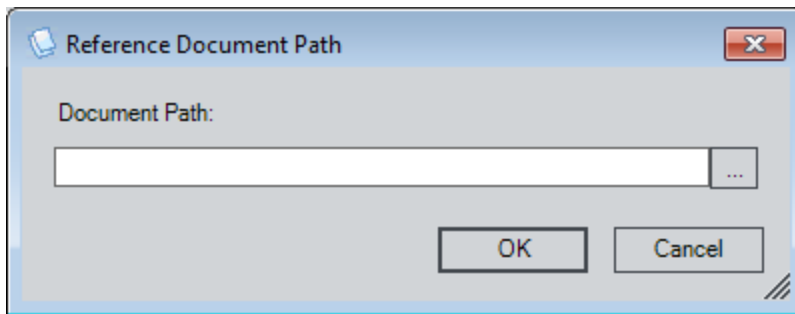 Reference Document Path
Document Path:
...
OK
Cancel